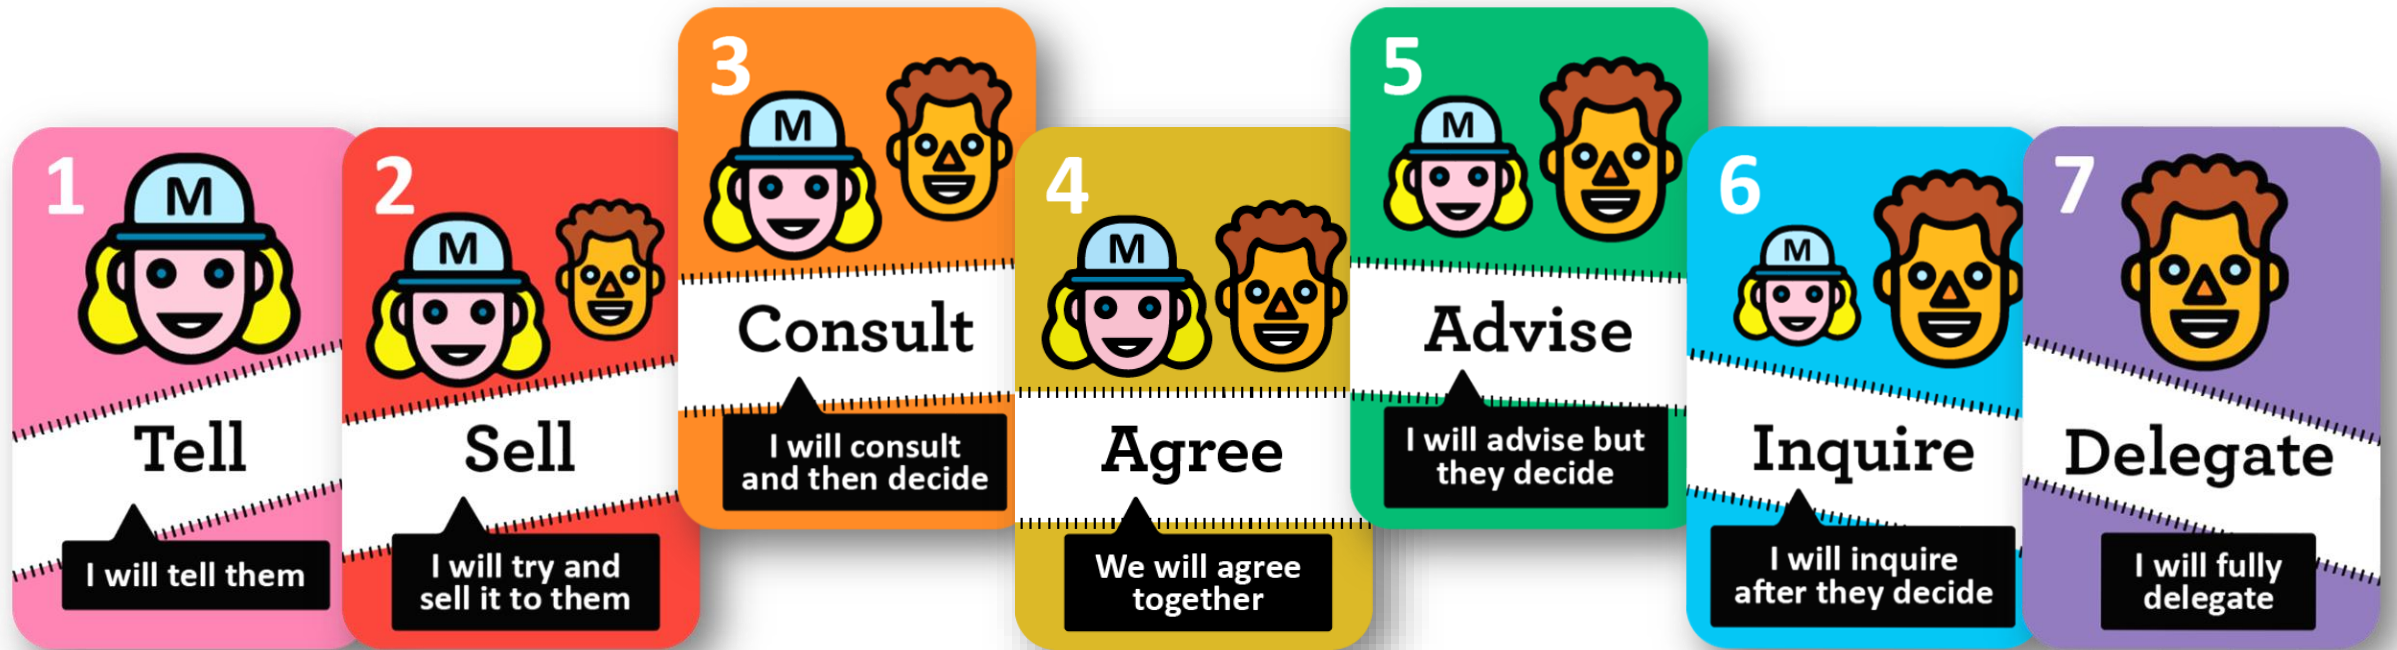 1
M
Tell
I will tell them
2
M
Sell
I will try and
sell it to them
3
M
Consult
I will consult
and then decide
4
M
Agree
We will agree
together
5
M
Advise
I will advise but
they decide
6
M
Inquire
I will inquire
after they decide
7
Delegate
I will fully
delegate